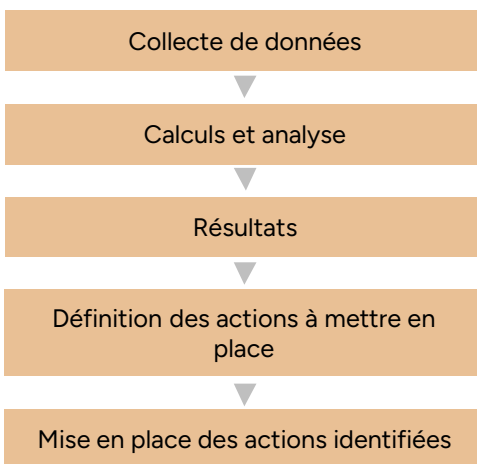 Collecte de données
Calculs et analyse
Résultats
Définition des actions à mettre en
place
Mise en place des actions identifiées